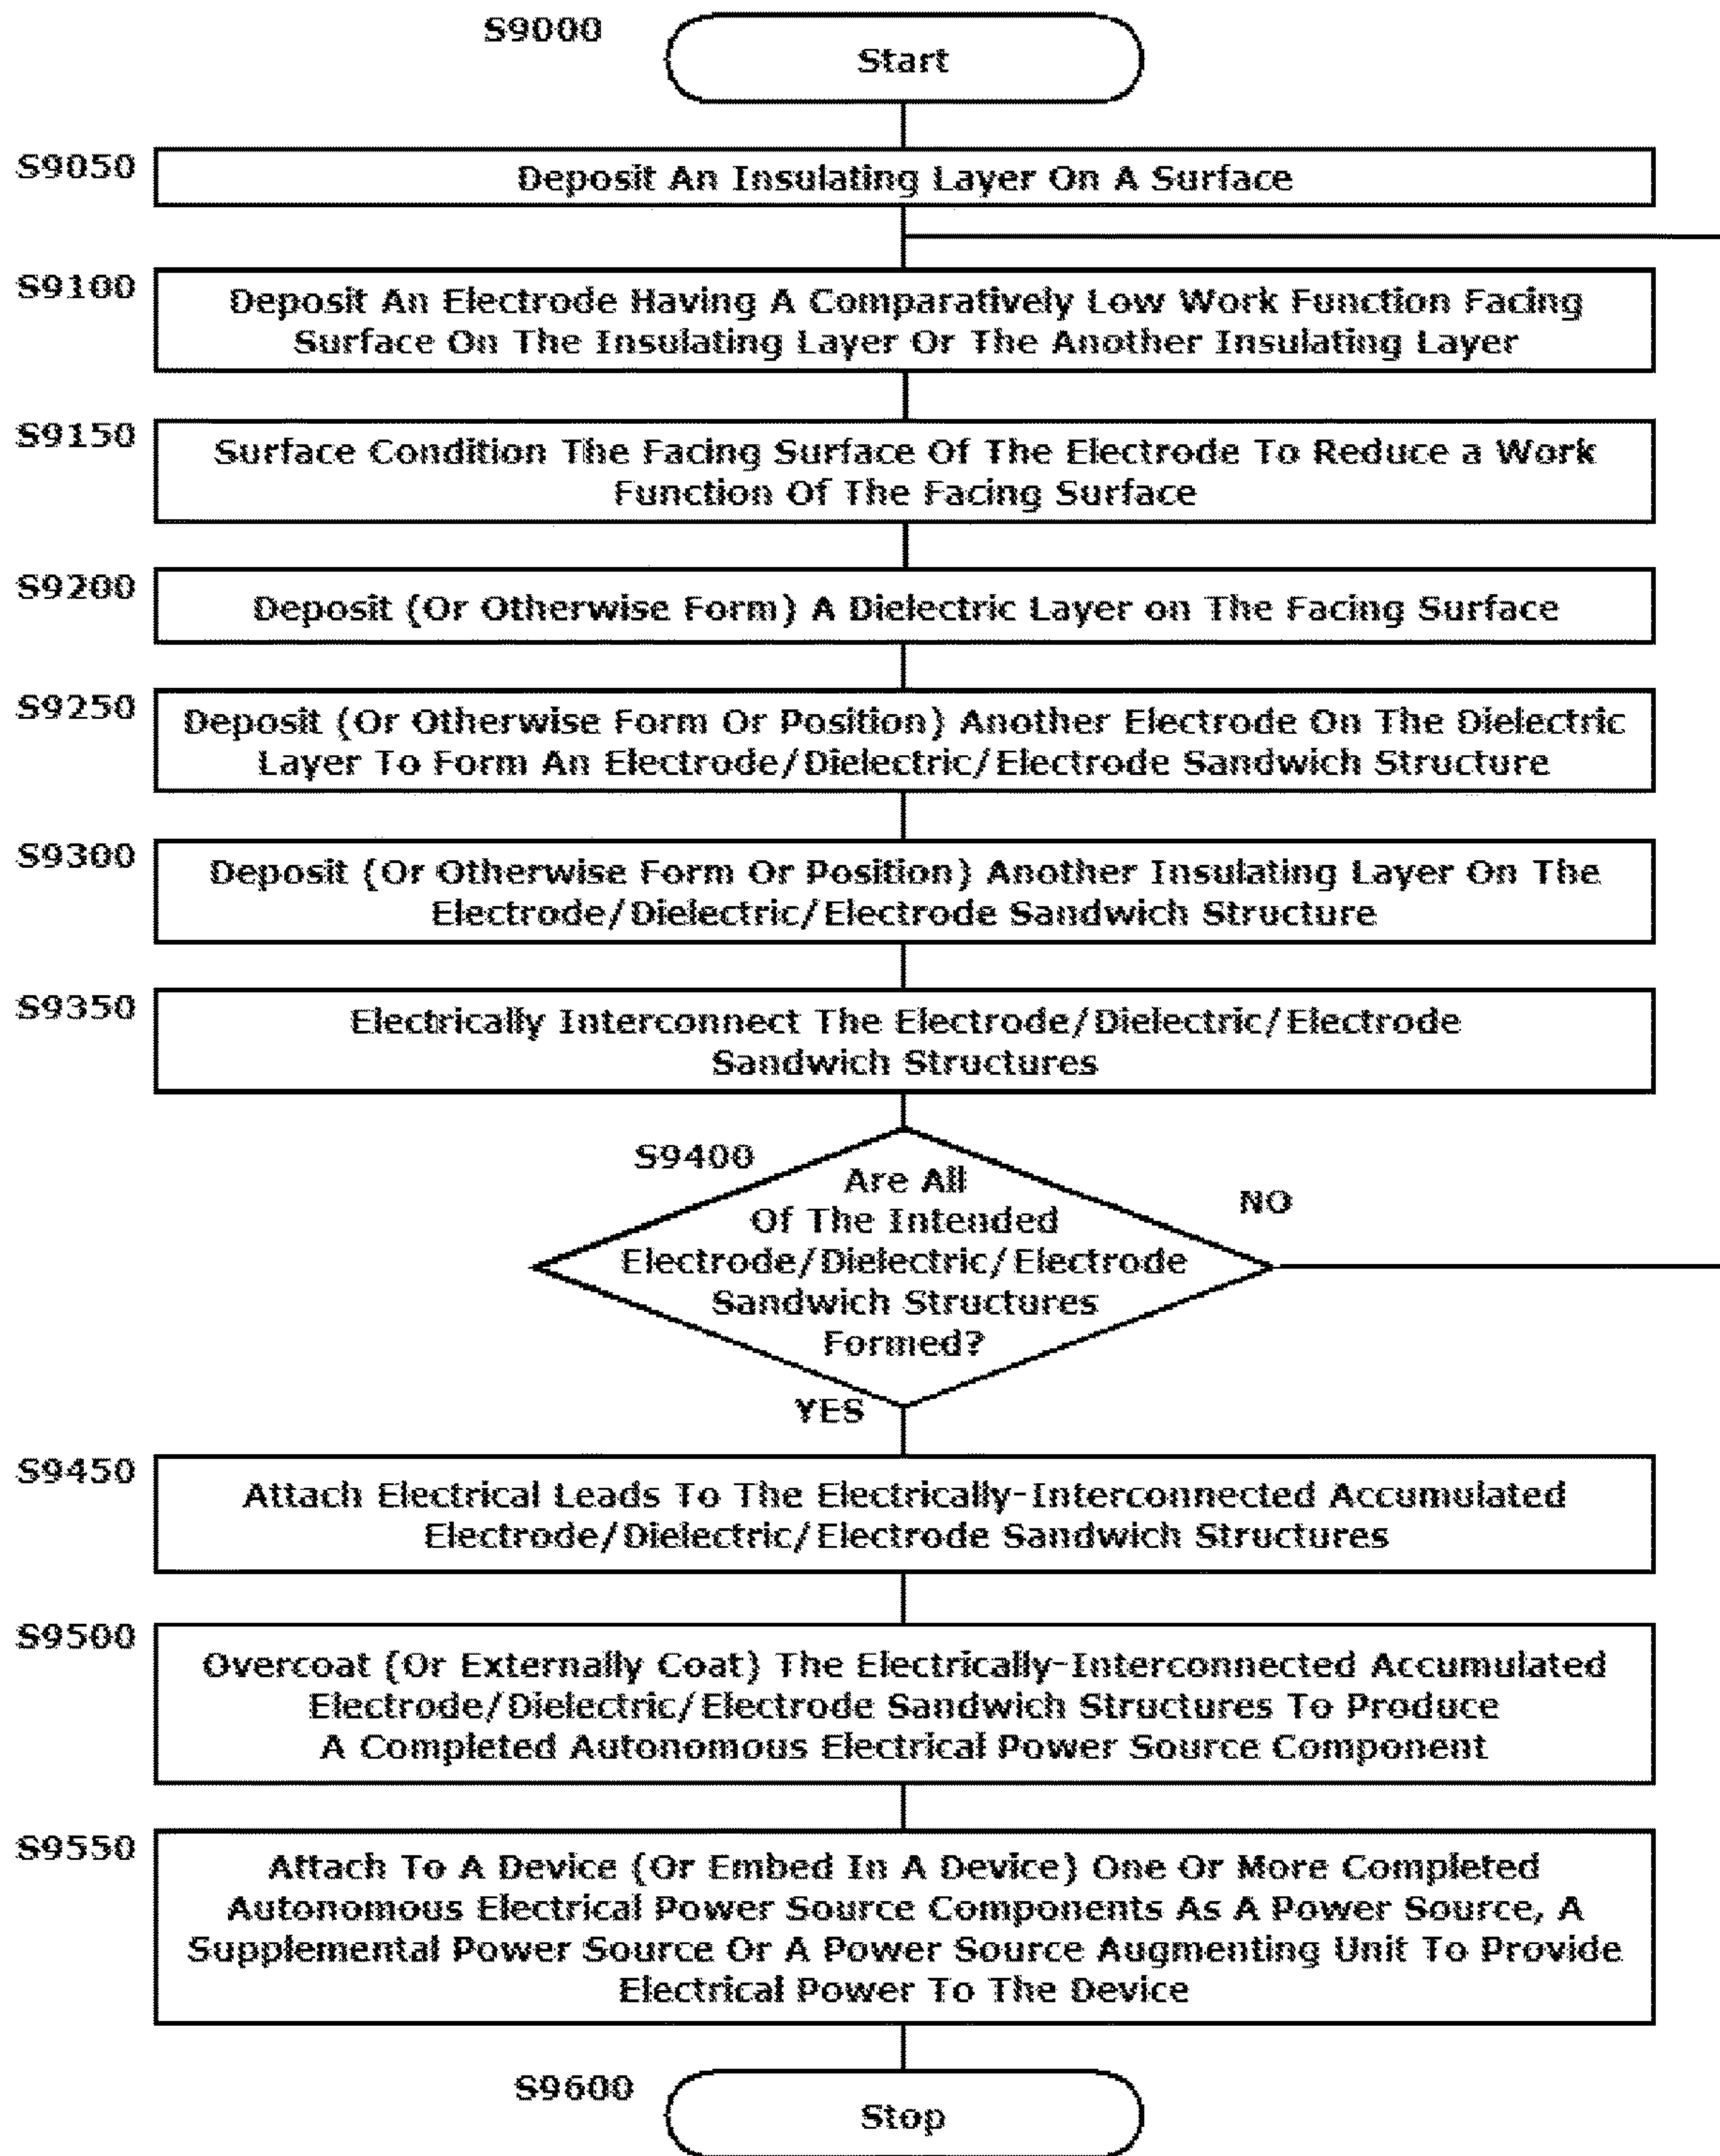 S9000
Start
S9050
Deposit An Insulating Layer On A Surface
S9100
Deposit An Electrode Having A Comparatively Low Work Function Facing
Surface On The Insulating Layer Or The Another Insulating Layer
S9150
Surface Condition The Facing Surface Of The Electrode To Reduce a Work
Function Of The Facing Surface
S9200
Deposit (Or Otherwise Form) A Dielectric Layer on The Facing Surface
S9250
Deposit (Or Otherwise Form Or Position) Another Electrode On The Dielectric
Layer To Form An Electrode/Dielectric/Electrode Sandwich Structure
S9300
Deposit (Or Otherwise Form Or Position) Another Insulating Layer On The
Electrode/Dielectric/Electrode Sandwich Structure
S9350
Electrically Interconnect The Electrode/Dielectric/Electrode
Sandwich Structures
S9400
Are All
Of The Intended
Electrode/Dielectric/Electrode
Sandwich Structures
Formed?
NO
YES
S9450
Attach Electrical Leads To The Electrically-Interconnected Accumulated
Electrode/Dielectric/Electrode Sandwich Structures
S9500
Overcoat (Or Externally Coat) The Electrically-Interconnected Accumulated
Electrode/Dielectric/Electrode Sandwich Structures To Produce
A Completed Autonomous Electrical Power Source Component
S9550
Attach To A Device (Or Embed In A Device) One Or More Completed
Autonomous Electrical Power Source Components As A Power Source, A
Supplemental Power Source Or A Power Source Augmenting Unit To Provide
Electrical Power To The Device
S9600
Stop